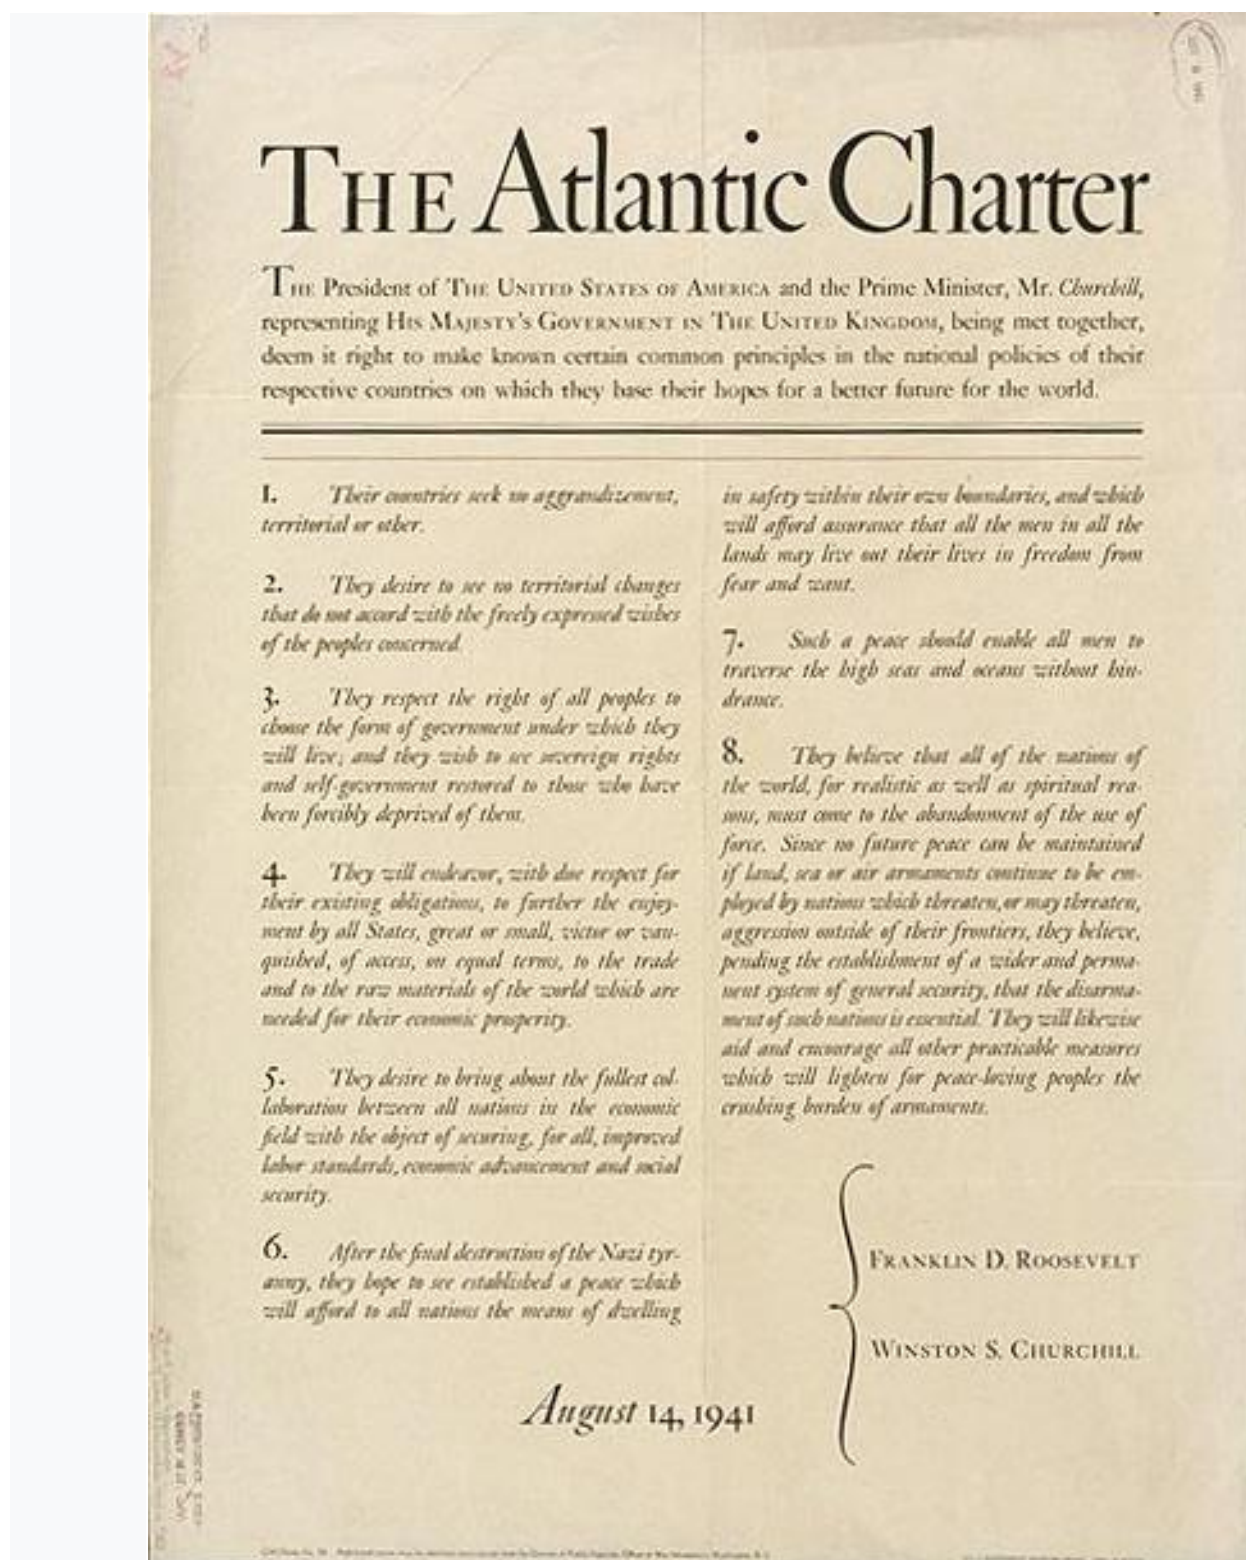 THE Atlantic Charter
THE President of THE UNITED STATES OF AMERICA and the Prime Minister, Mr. Churchill,
representing HIS MAJESTY'S GOVERNMENT IN THE UNITED KINGDOM, being met together,
deem it right to make known certain common principles in the national policies of their
respective countries on which they base their hopes for a better future for the world.
1. Their countries seek no aggrandizement,
territorial or other.
2. They desire to see no territorial changes
that do not accord with the freely expressed wishes
of the peoples concerned.
3. They respect the right of all peoples to
choose the form of government under which they
will live; and they wish to see sovereign rights
and self-government restored to those who have
been forcibly deprived of them.
4. They will endeavor, with due respect for
their existing obligations, to further the enjoy-
ment by all States, great or small, victor or van-
quished, of access, on equal terms, to the trade
and to the raw materials of the world which are
needed for their economic prosperity.
5. They desire to bring about the fullest col-
laboration between all nations in the economic
field with the object of securing, for all, improved
labor standards, economic advancement and social
security.
6. After the final destruction of the Nazi tyr-
anny, they hope to see established a peace which
will afford to all nations the means of dwelling
in safety within their own boundaries, and which
will afford assurance that all the men in all the
lands may live out their lives in freedom from
fear and want.
7. Such a peace should enable all men to
traverse the high seas and oceans without hin-
drance.
8. They believe that all of the nations of
the world, for realistic as well as spiritual rea-
sons, must come to the abandonment of the use of
force. Since no future peace can be maintained
if land, sea or air armaments continue to be em-
ployed by nations which threaten, or may threaten,
aggression outside of their frontiers, they believe,
pending the establishment of a wider and perma-
nent system of general security, that the disarma-
ment of such nations is essential. They will likewise
aid and encourage all other practicable measures
which will lighten for peace-loving peoples the
crushing burden of armaments.
FRANKLIN D. ROOSEVELT
WINSTON S. CHURCHILL
August 14, 1941